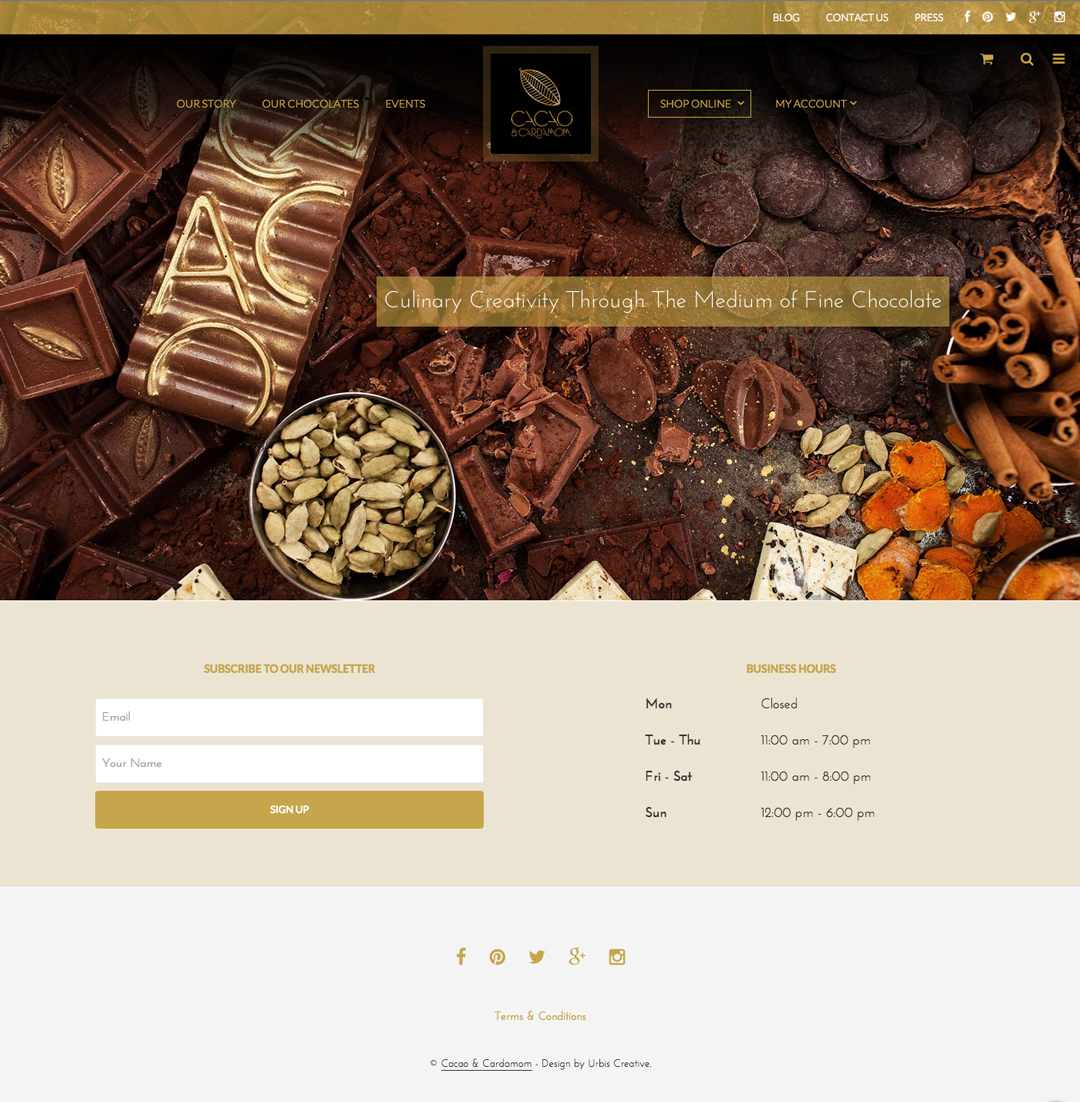 BLOG CONTACT US PRESS
OUR STORY OUR CHOCOLATES EVENTS
CACAO
& CARDAMOM
SHOP ONLINE MY ACCOUNT
CACAO
Culinary Creativity Through The Medium of Fine Chocolate
SUBSCRIBE TO OUR NEWSLETTER
Email
Your Name
SIGN UP
BUSINESS HOURS
Mon Closed
Tue - Thu 11:00 am - 7:00 pm
Fri - Sat 11:00 am - 8:00 pm
Sun 12:00 pm - 6:00 pm
Terms & Conditions
© Cacao & Cardamom - Design by Urbis Creative.